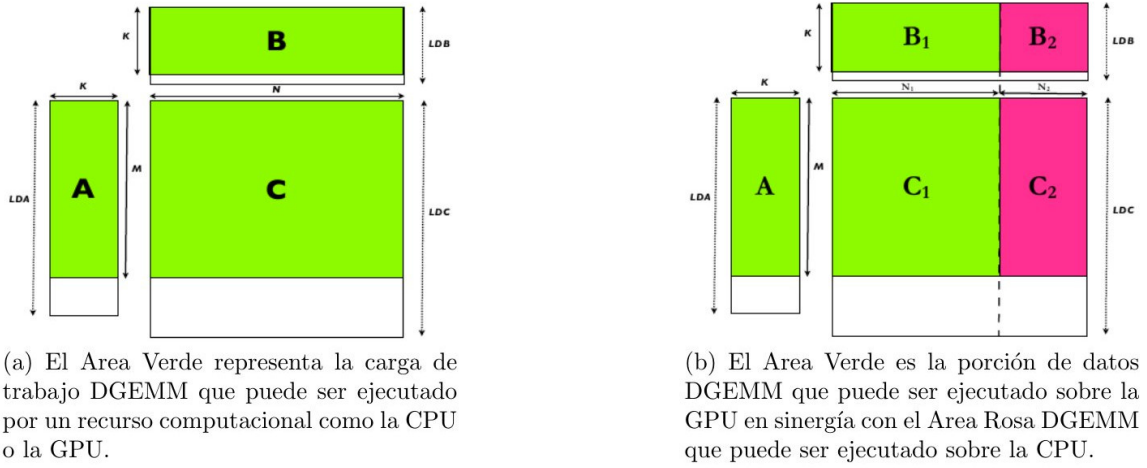 K
B
LDB
K
N
LDA
A
M
C
LDC
(a) El Area Verde representa la carga de
trabajo DGEMM que puede ser ejecutado
por un recurso computacional como la CPU
o la GPU.
K
B₁
B₂
LDB
K
N₁
N₂
LDA
A
M
C₁
C₂
LDC
(b) El Area Verde es la porción de datos
DGEMM que puede ser ejecutado sobre la
GPU en sinergía con el Area Rosa DGEMM
que puede ser ejecutado sobre la CPU.